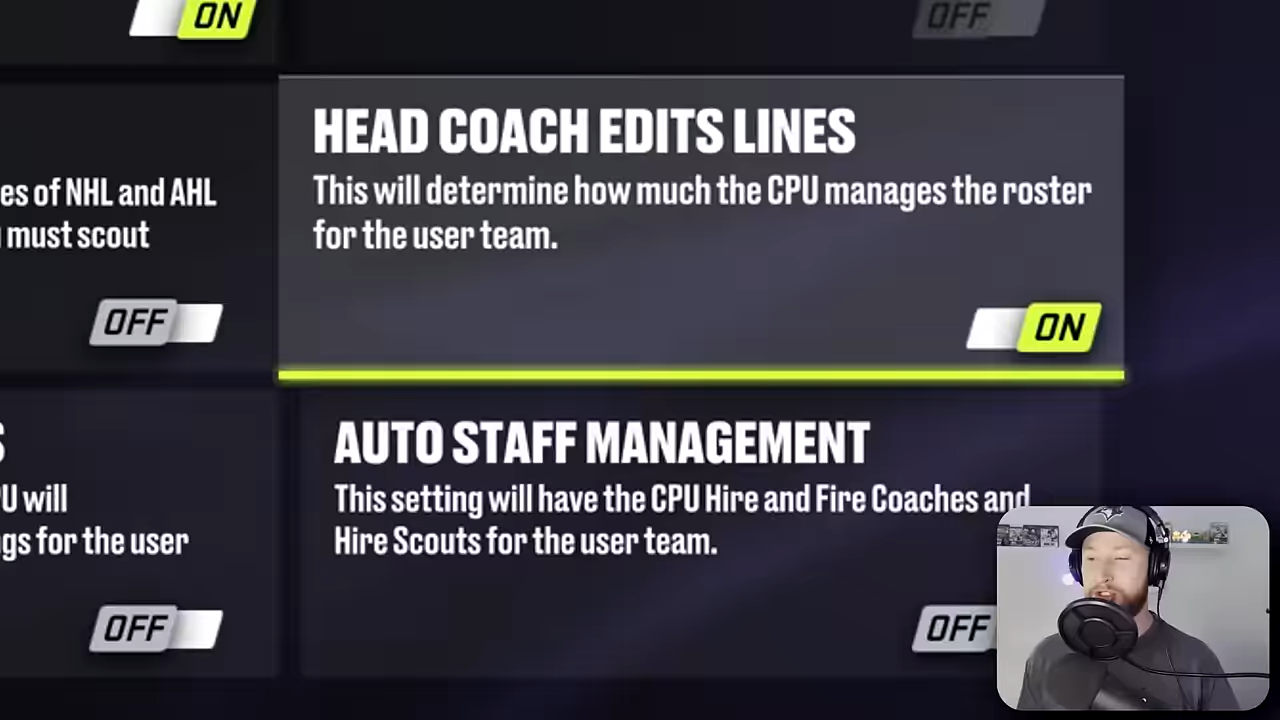 ON
OFF
HEAD COACH EDITS LINES
This will determine how much the CPU manages the roster
for the user team.
ON
es of NHL and AHL
must scout
OFF
AUTO STAFF MANAGEMENT
This setting will have the CPU Hire and Fire Coaches and
Hire Scouts for the user team.
OFF
S
PU will
gs for the user
OFF